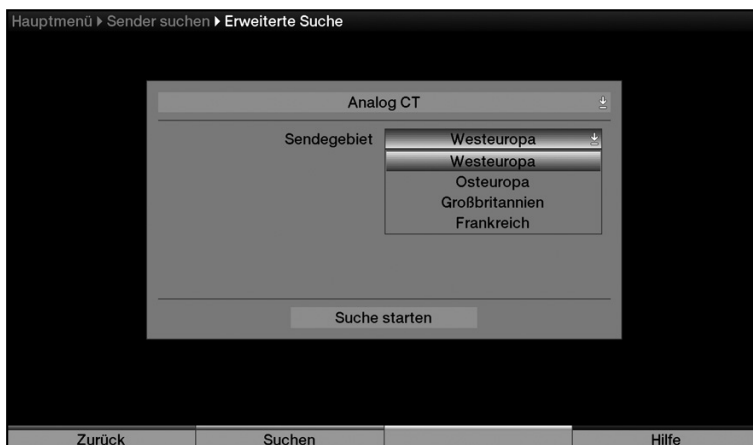 Hauptmenü ▸ Sender suchen ▸ Erweiterte Suche
Analog CT
Sendegebiet Westeuropa
Westeuropa
Osteuropa
Großbritannien
Frankreich
Suche starten
Zurück Suchen Hilfe